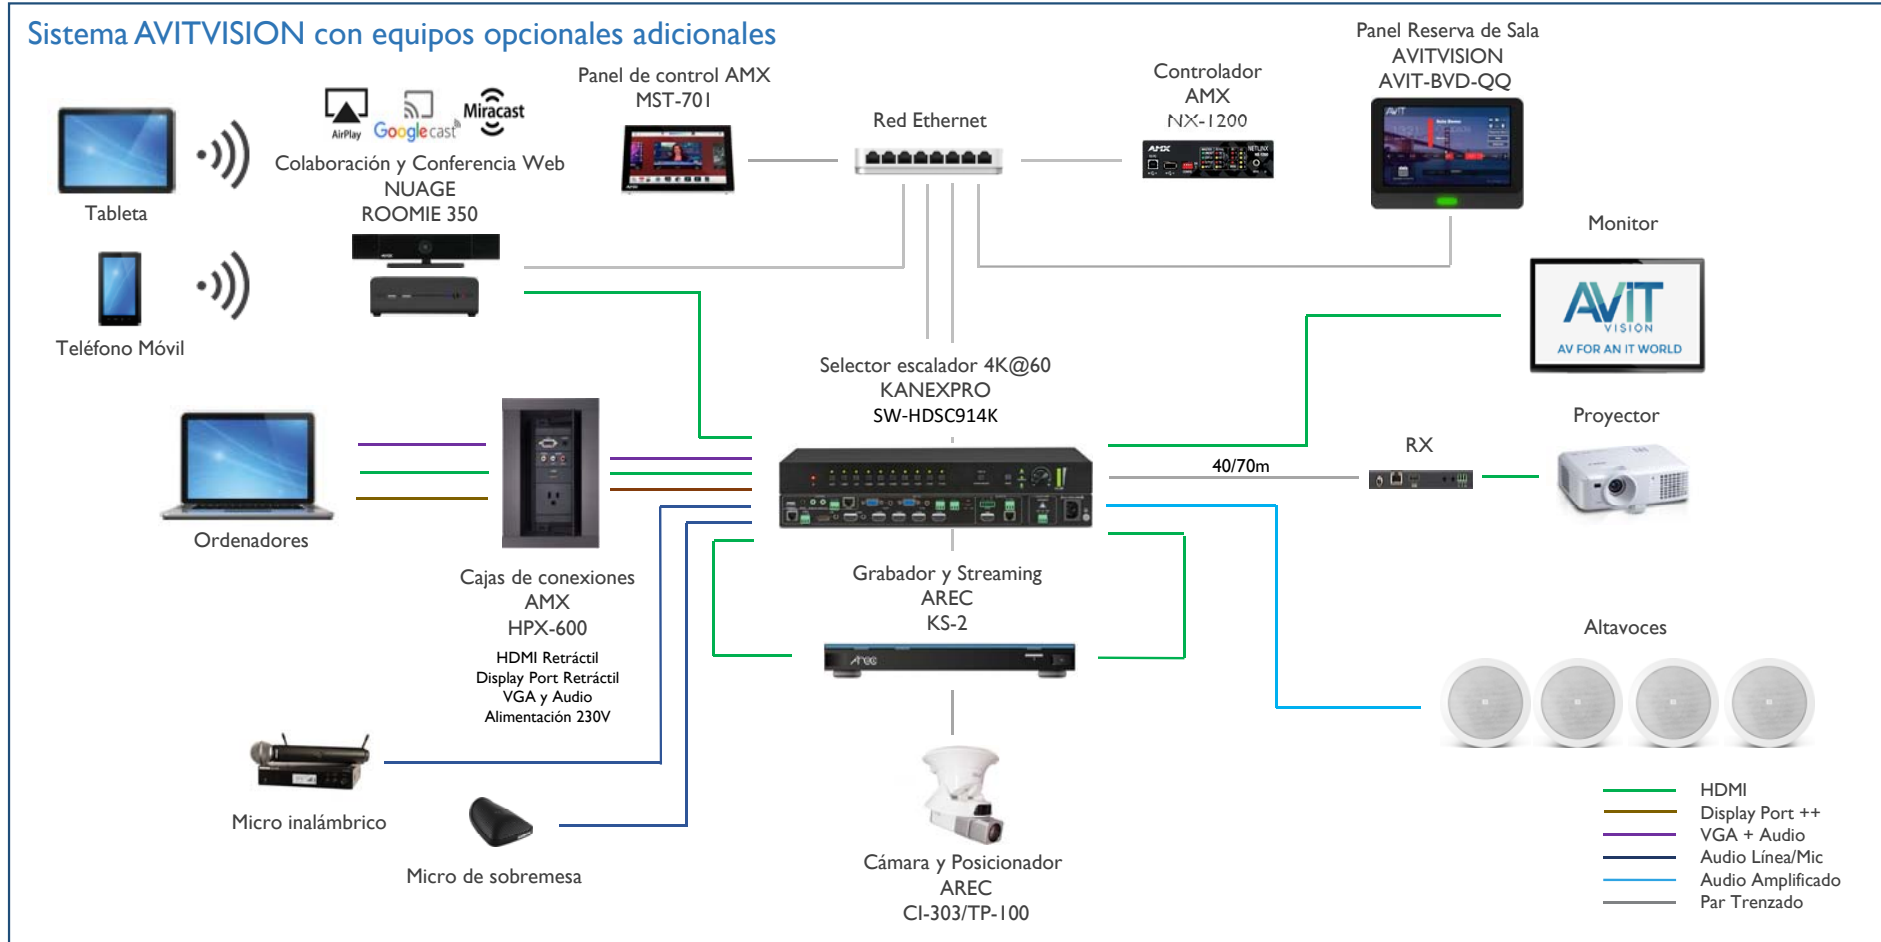 Sistema AVITVISION con equipos opcionales adicionales
Tableta
Teléfono Móvil
AirPlay
Google cast
Miracast
Colaboración y Conferencia Web
NUAGE
ROOMIE 350
Panel de control AMX
MST-701
Red Ethernet
Controlador
AMX
NX-1200
AMX
NETLINX
Panel Reserva de Sala
AVITVISION
AVIT-BVD-QQ
AVIT
Monitor
AVIT
VISION
AV FOR AN IT WORLD
Selector escalador 4K@60
KANEXPRO
SW-HDSC914K
Proyector
RX
40/70m
Ordenadores
Cajas de conexiones
AMX
HPX-600
HDMI Retráctil
Display Port Retráctil
VGA y Audio
Alimentación 230V
Grabador y Streaming
AREC
KS-2
Arec
Altavoces
Micro inalámbrico
Micro de sobremesa
Cámara y Posicionador
AREC
CI-303/TP-100
HDMI
Display Port ++
VGA + Audio
Audio Línea/Mic
Audio Amplificado
Par Trenzado